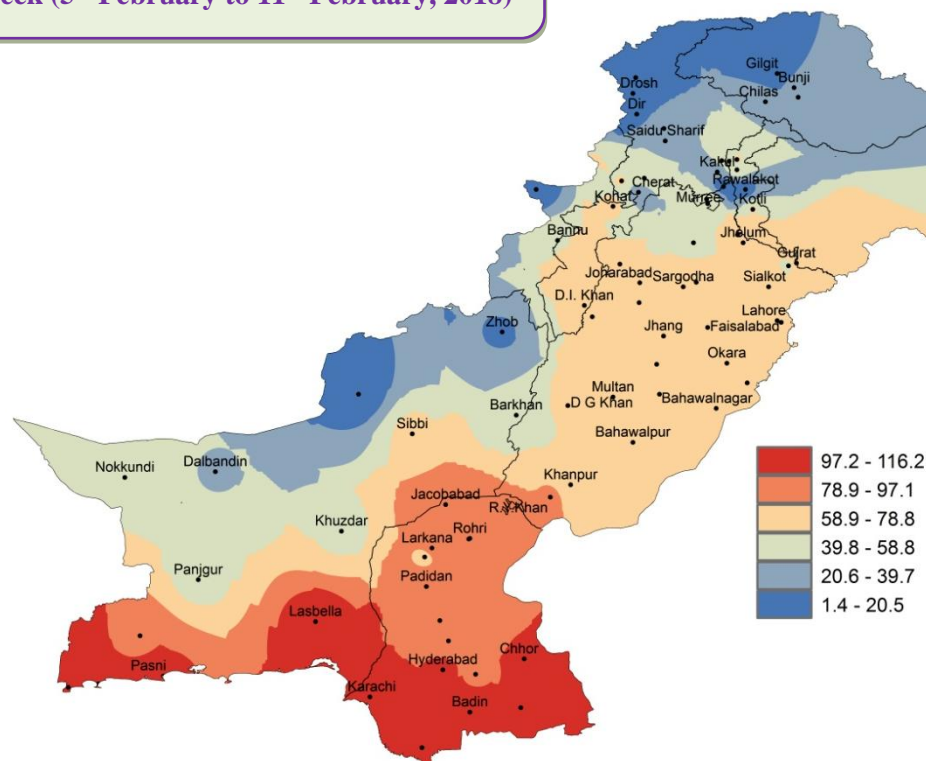 eek (5th February to 11th February, 2018)
Gilgit
Drosh
Bunji
Chilas
Dir
Saidu Sharif
Kakul
Cherat
Rawalakot
Kohat
Murree
Kotli
Bannu
Jhelum
Gujrat
Joharabad
Sargodha
Sialkot
D.I. Khan
Lahore
Zhob
Jhang
Faisalabad
Okara
Multan
Barkhan
D G Khan
Bahawalnagar
Sibbi
Bahawalpur
Dalbandin
Nokkundi
Khanpur
Jacobabad
R.Y. Khan
Khuzdar
Rohri
Larkana
Panjgur
Padidan
Lasbella
Chhor
Pasni
Hyderabad
Karachi
Badin
97.2 - 116.2
78.9 - 97.1
58.9 - 78.8
39.8 - 58.8
20.6 - 39.7
1.4 - 20.5